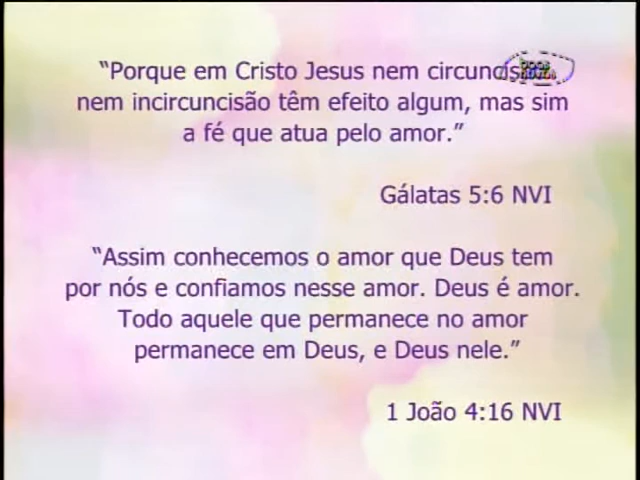 “Porque em Cristo Jesus nem circuncisão
nem incircuncisão têm efeito algum, mas sim
a fé que atua pelo amor.”
Gálatas 5:6 NVI
“Assim conhecemos o amor que Deus tem
por nós e confiamos nesse amor. Deus é amor.
Todo aquele que permanece no amor
permanece em Deus, e Deus nele.”
1 João 4:16 NVI